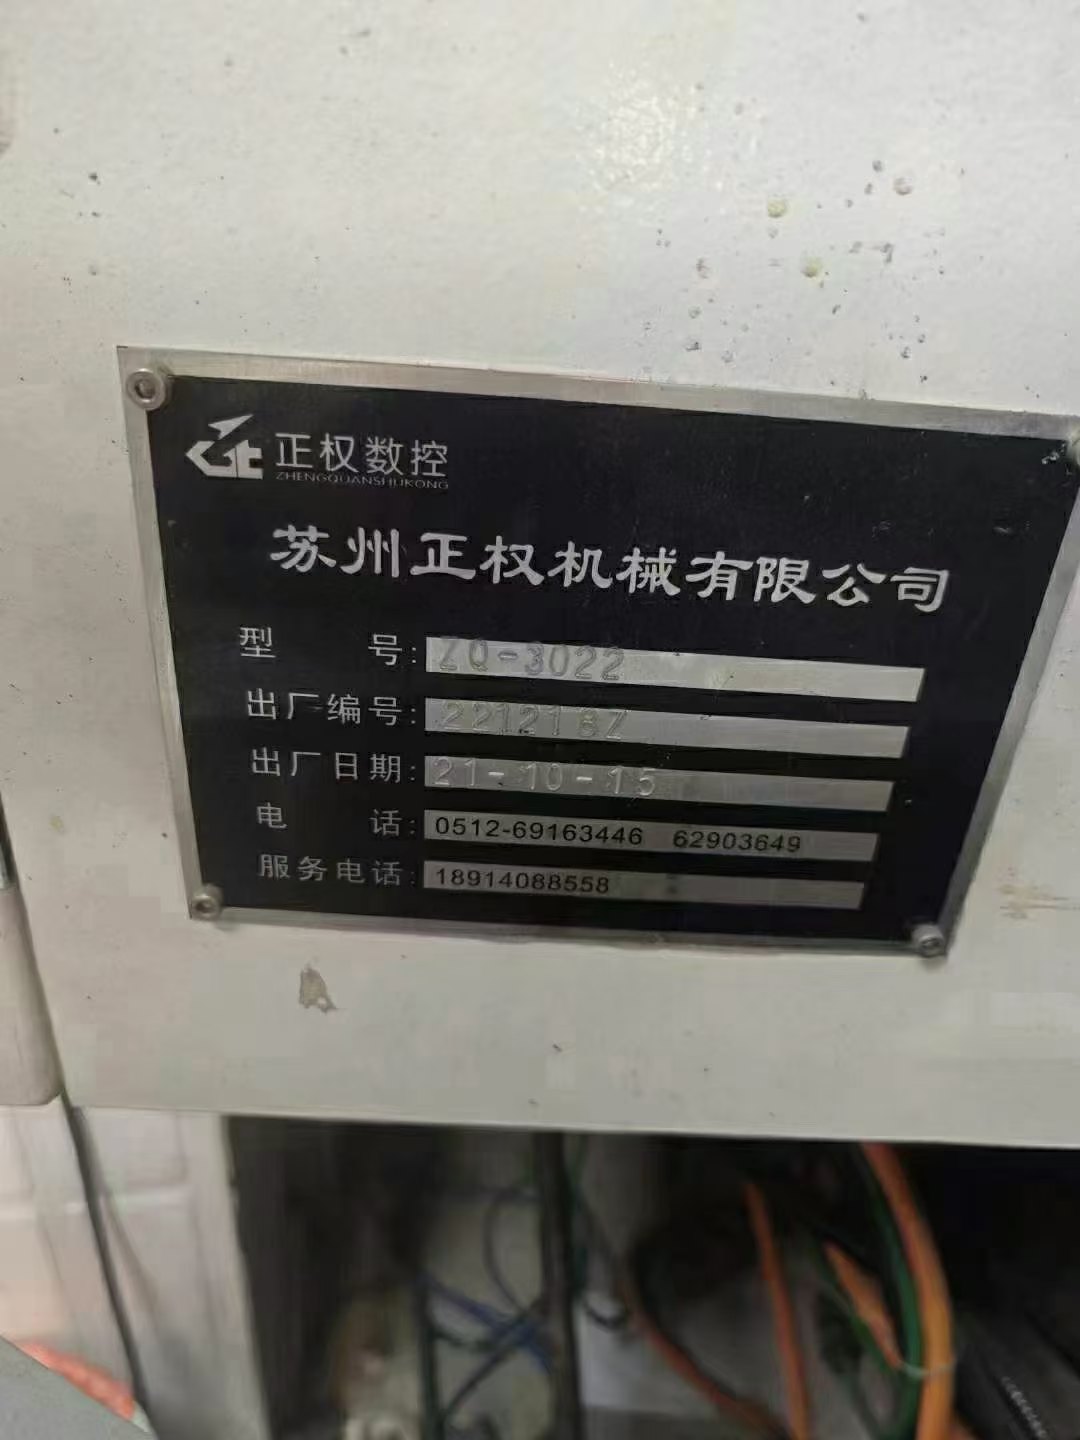 正权数控
ZHENGQUANSHUKONG
苏州正权机械有限公司
型 号: ZQ-3022
出厂编号: 221218Z
出厂日期: 21-10-15
电 话: 0512-69163446 62903649
服务电话: 18914088558